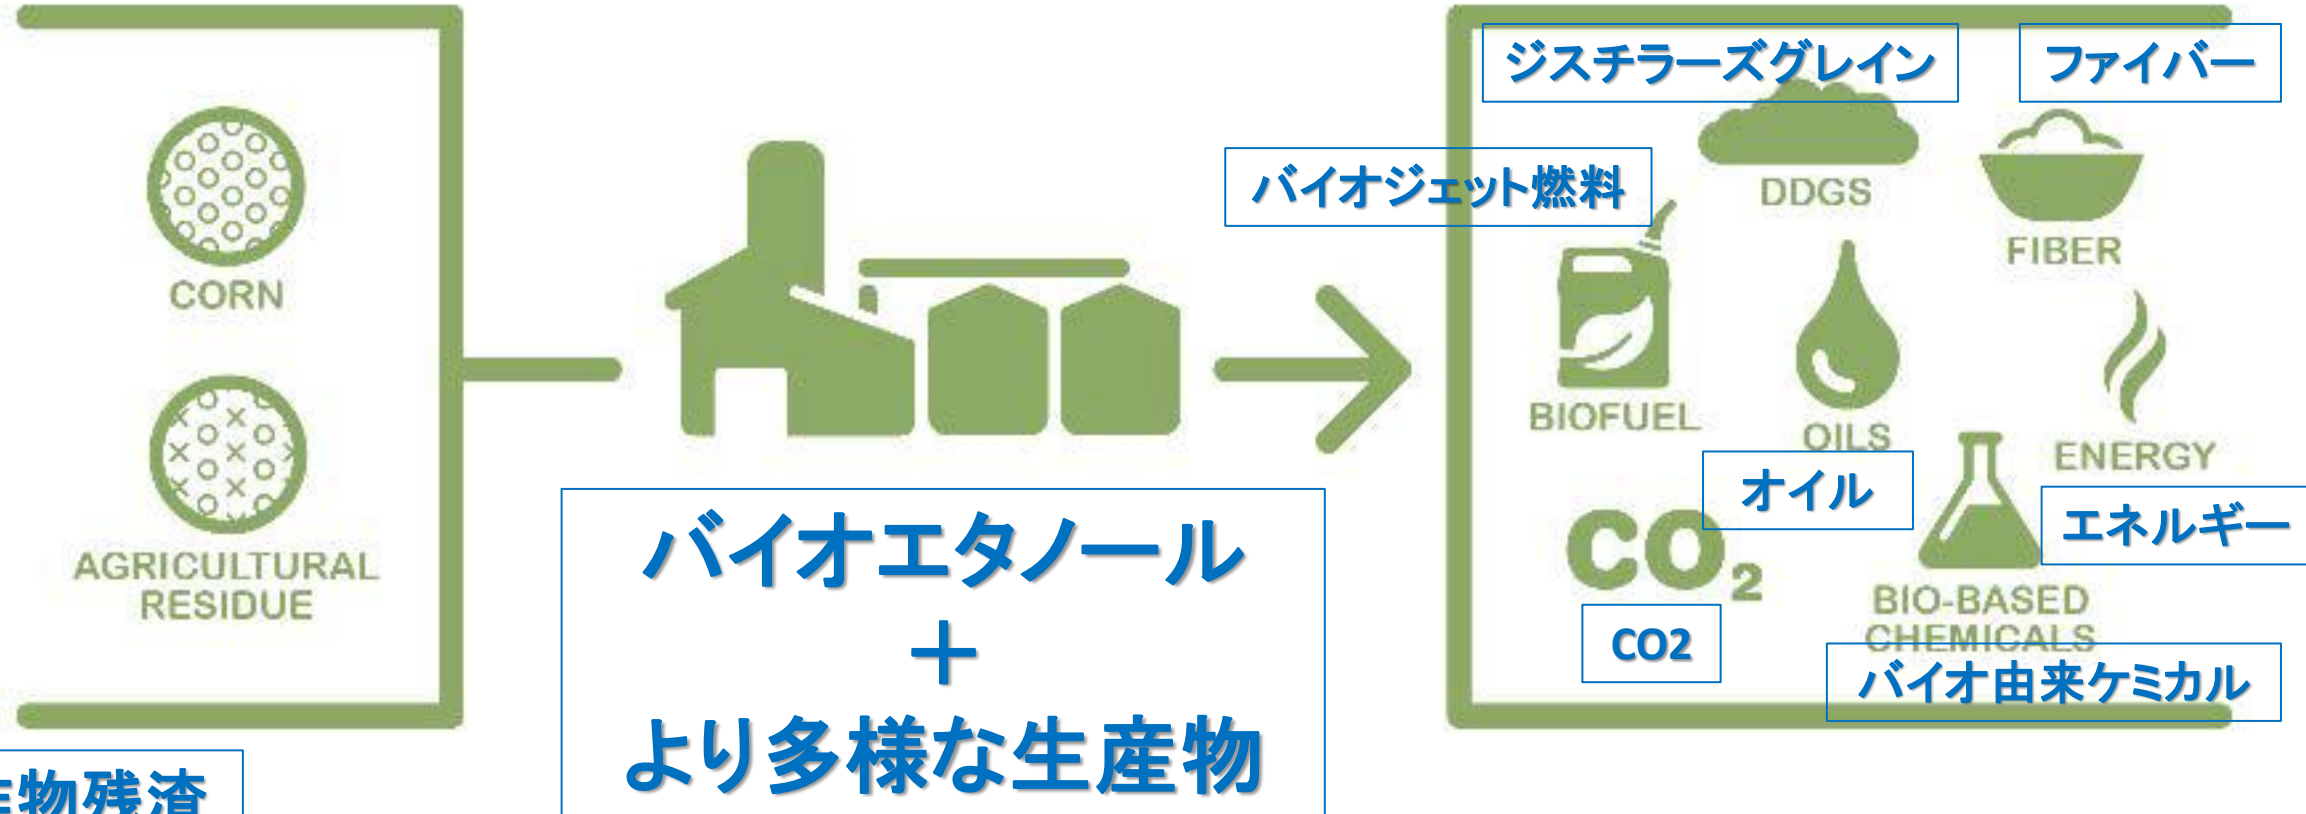 CORN
AGRICULTURAL
RESIDUE
物残渣
バイオエタノール
+
より多様な生産物
ジスチラーズグレイン
ファイバー
バイオジェット燃料
DDGS
FIBER
BIOFUEL
OILS
オイル
ENERGY
エネルギー
CO₂
CO2
BIO-BASED
CHEMICALS
バイオ由来ケミカル